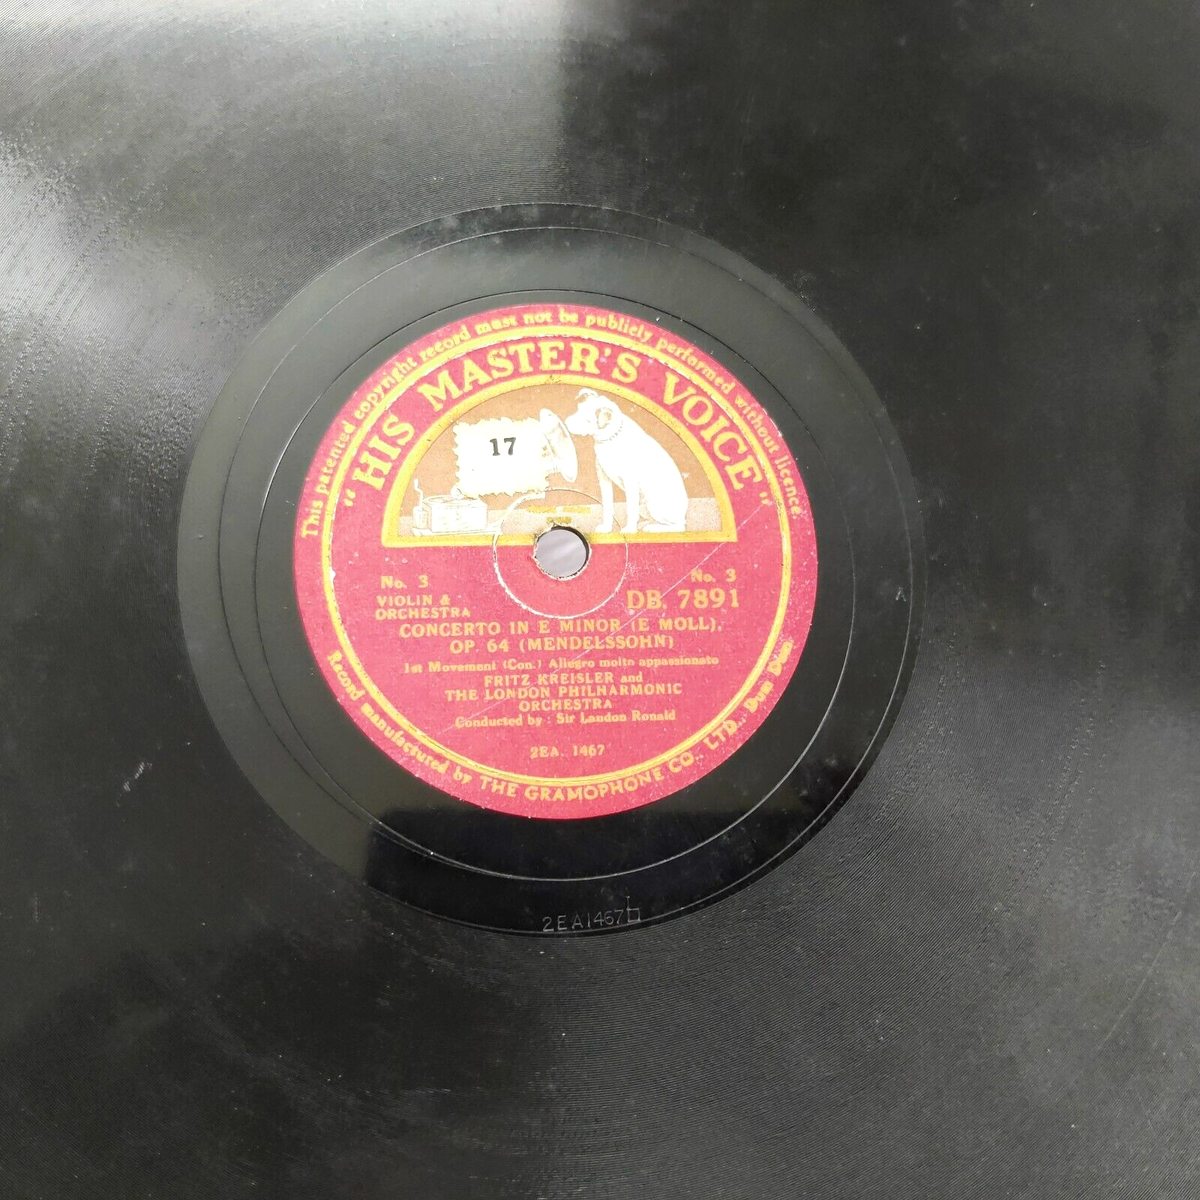 This patented copyright record must not be publicly performed without licence.
"HIS MASTER'S VOICE"
17
No. 3
No. 3
VIOLIN &
ORCHESTRA
DB. 7891
CONCERTO IN E MINOR (E MOLL),
OP. 64 (MENDELSSOHN)
1st Movement (Con.) Allegro molto appassionato
FRITZ KREISLER and
THE LONDON PHILHARMONIC
ORCHESTRA
Conducted by : Sir Landon Ronald
2EA. 1467
Record manufactured by THE GRAMOPHONE CO., LTD., Dum Dum.
A
2EA1467